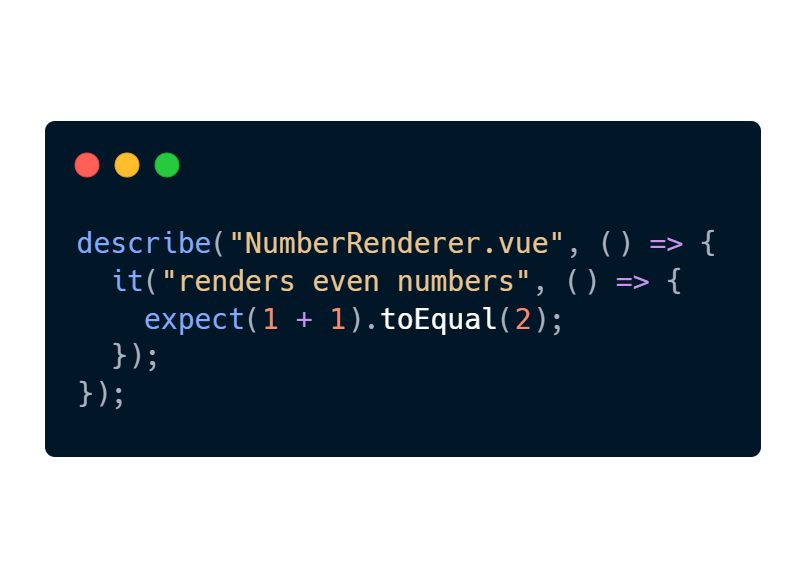 describe("NumberRenderer.vue", () => {
  it("renders even numbers", () => {
    expect(1 + 1).toEqual(2);
  });
});